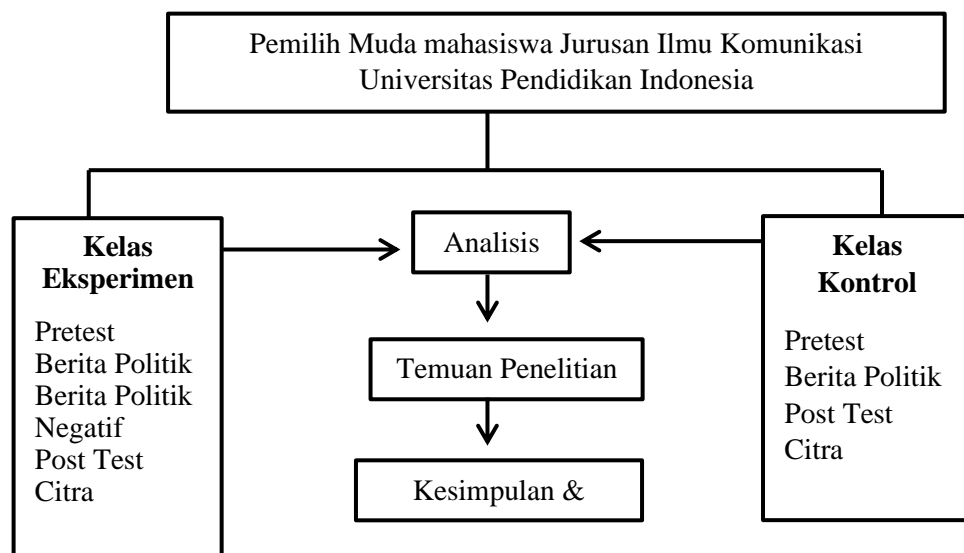 Pemilih Muda mahasiswa Jurusan Ilmu Komunikasi
Universitas Pendidikan Indonesia
Kelas
Eksperimen
Pretest
Berita Politik
Berita Politik
Negatif
Post Test
Citra
Analisis
Temuan Penelitian
Kesimpulan &
Kelas
Kontrol
Pretest
Berita Politik
Post Test
Citra